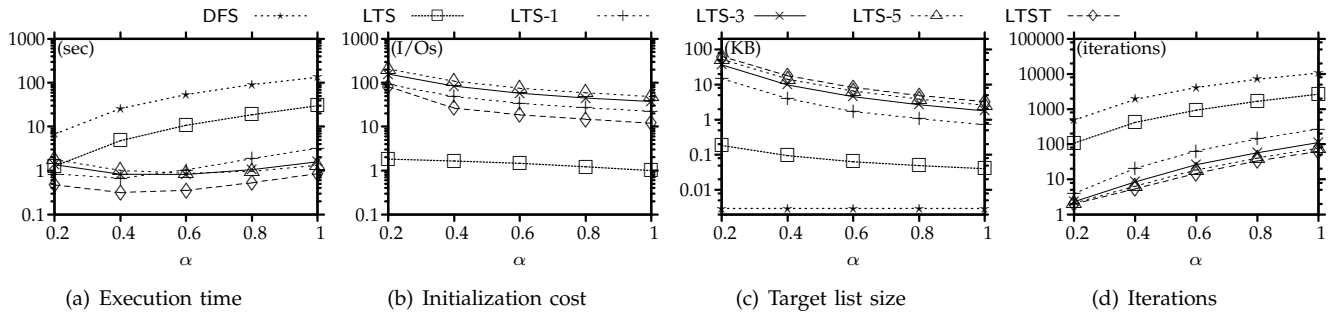 DFS LTS LTS-1 LTS-3 LTS-5 LTST
1000 100 10 1 0.1
(sec)
0.2 0.4 0.6 0.8 1
α
(a) Execution time
1000 100 10 1 0.1
(I/Os)
0.2 0.4 0.6 0.8 1
α
(b) Initialization cost
100 10 1 0.1 0.01
(KB)
0.2 0.4 0.6 0.8 1
α
(c) Target list size
100000 10000 1000 100 10 1
(iterations)
0.2 0.4 0.6 0.8 1
α
(d) Iterations